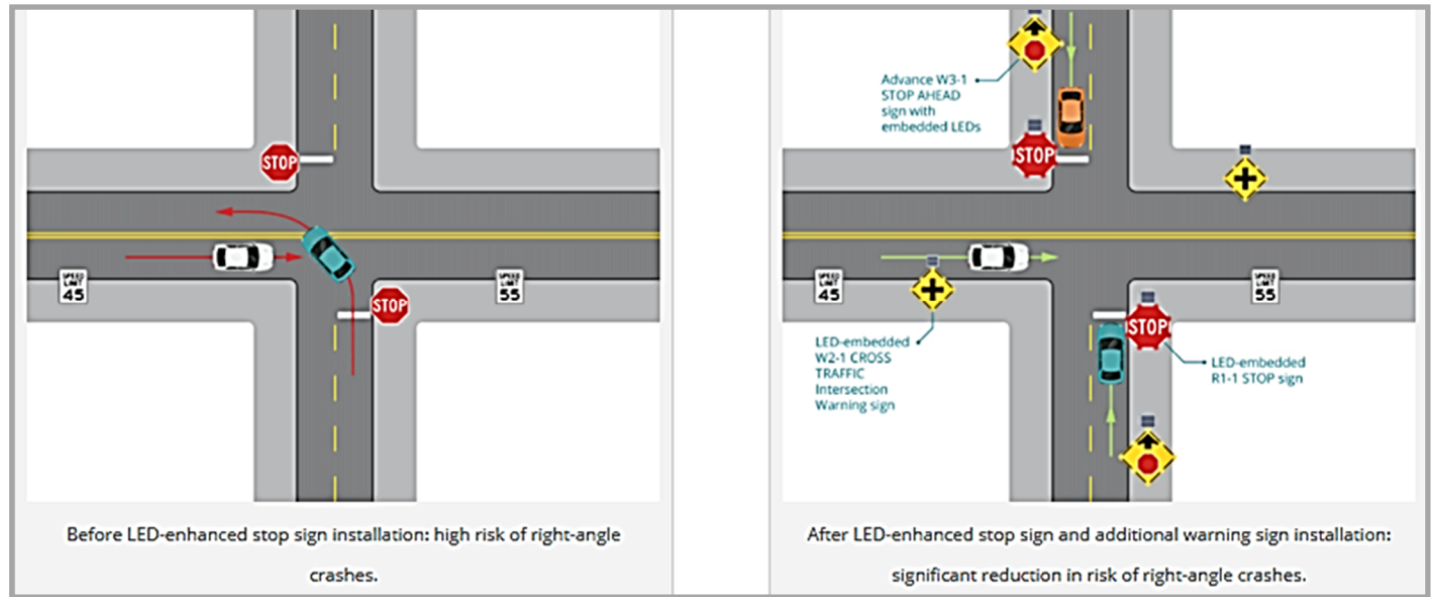 STOP
STOP
SPEED
LIMIT
45
SPEED
LIMIT
55
Before LED-enhanced stop sign installation: high risk of right-angle
crashes.
Advance W3-1
STOP AHEAD
sign with
embedded LEDs
STOP
SPEED
LIMIT
45
SPEED
LIMIT
55
STOP
LED-embedded
W2-1 CROSS
TRAFFIC
Intersection
Warning sign
LED-embedded
R1-1 STOP sign
After LED-enhanced stop sign and additional warning sign installation:
significant reduction in risk of right-angle crashes.